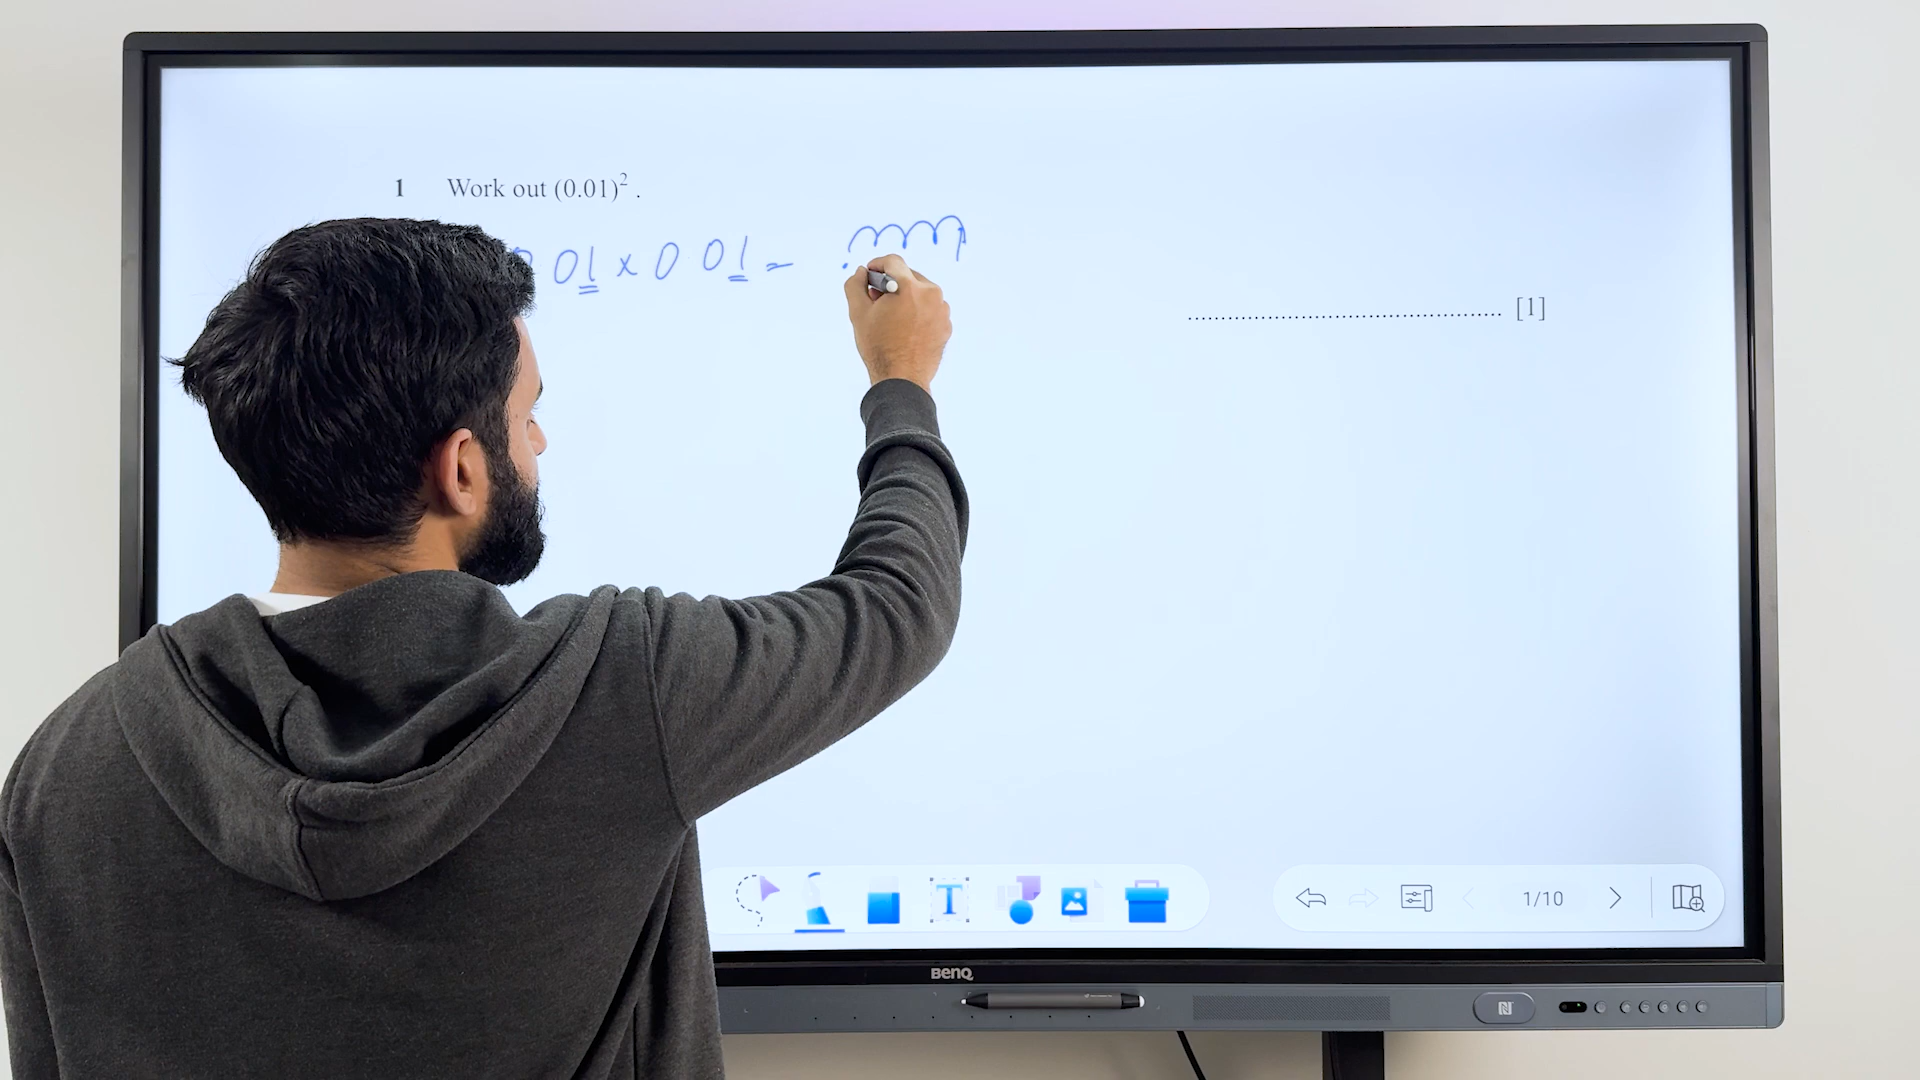 1 Work out (0.01)² .
0 01 x 0 01 =
.......................................... [1]
T
1/10
BenQ
N